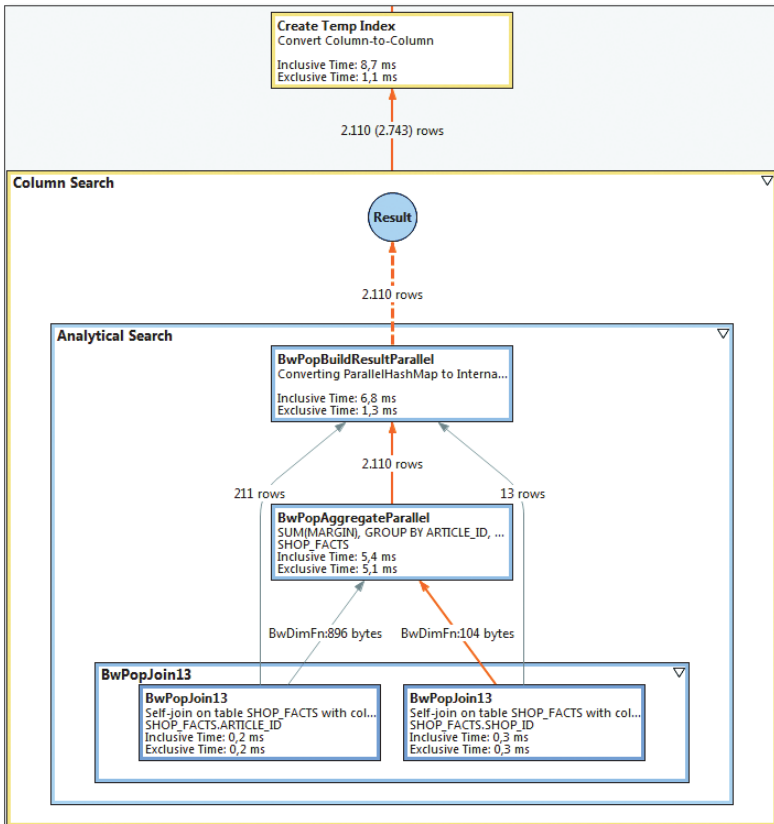 Create Temp Index
Convert Column-to-Column
Inclusive Time: 8,7 ms
Exclusive Time: 1,1 ms
2.110 (2.743) rows
Column Search
Result
2.110 rows
Analytical Search
BwPopBuildResultParallel
Converting ParallelHashMap to Interna...
Inclusive Time: 6,8 ms
Exclusive Time: 1,3 ms
2.110 rows
211 rows
13 rows
BwPopAggregateParallel
SUM(MARGIN), GROUP BY ARTICLE_ID, ...
SHOP_FACTS
Inclusive Time: 5,4 ms
Exclusive Time: 5,1 ms
BwDimFn:896 bytes
BwDimFn:104 bytes
BwPopJoin13
BwPopJoin13
Self-join on table SHOP_FACTS with col...
SHOP_FACTS.ARTICLE_ID
Inclusive Time: 0,2 ms
Exclusive Time: 0,2 ms
BwPopJoin13
Self-join on table SHOP_FACTS with col...
SHOP_FACTS.SHOP_ID
Inclusive Time: 0,3 ms
Exclusive Time: 0,3 ms